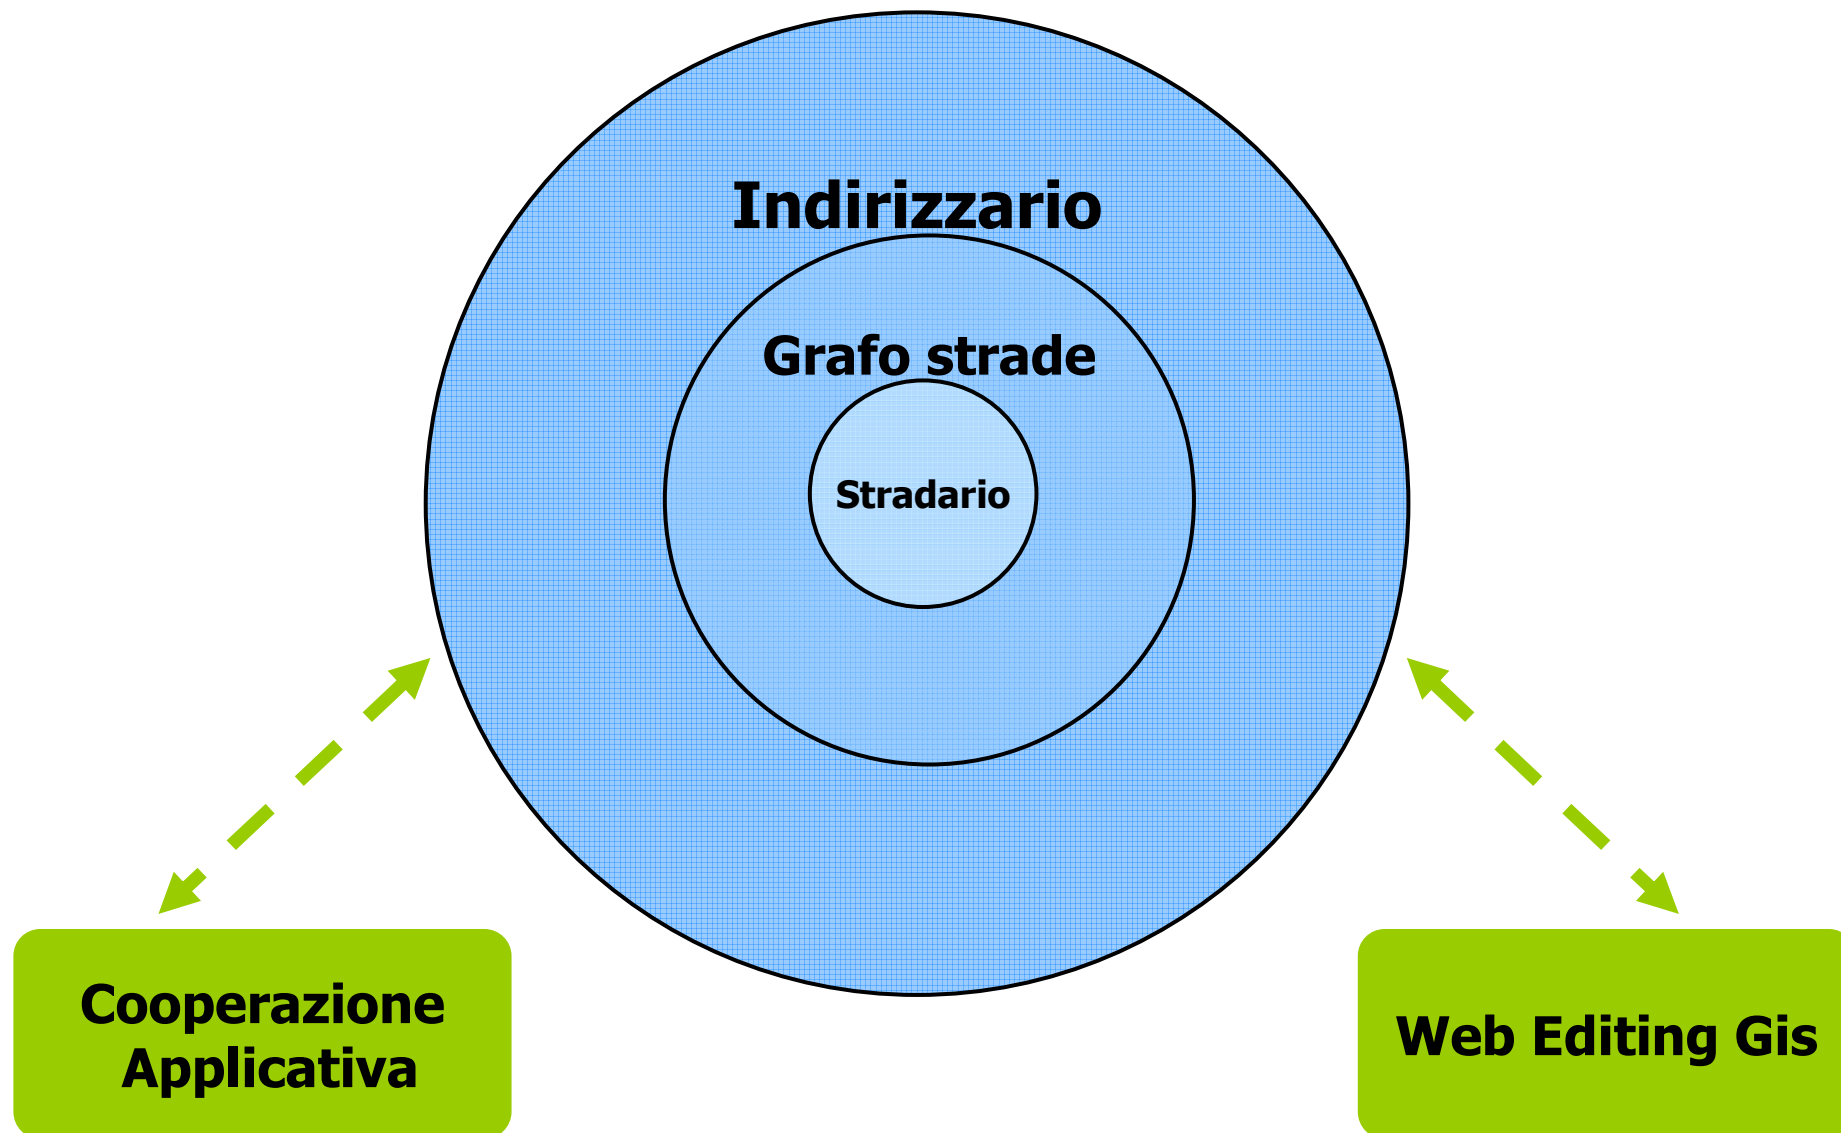 Indirizzario
Grafo strade
Stradario
Cooperazione
Applicativa
Web Editing Gis